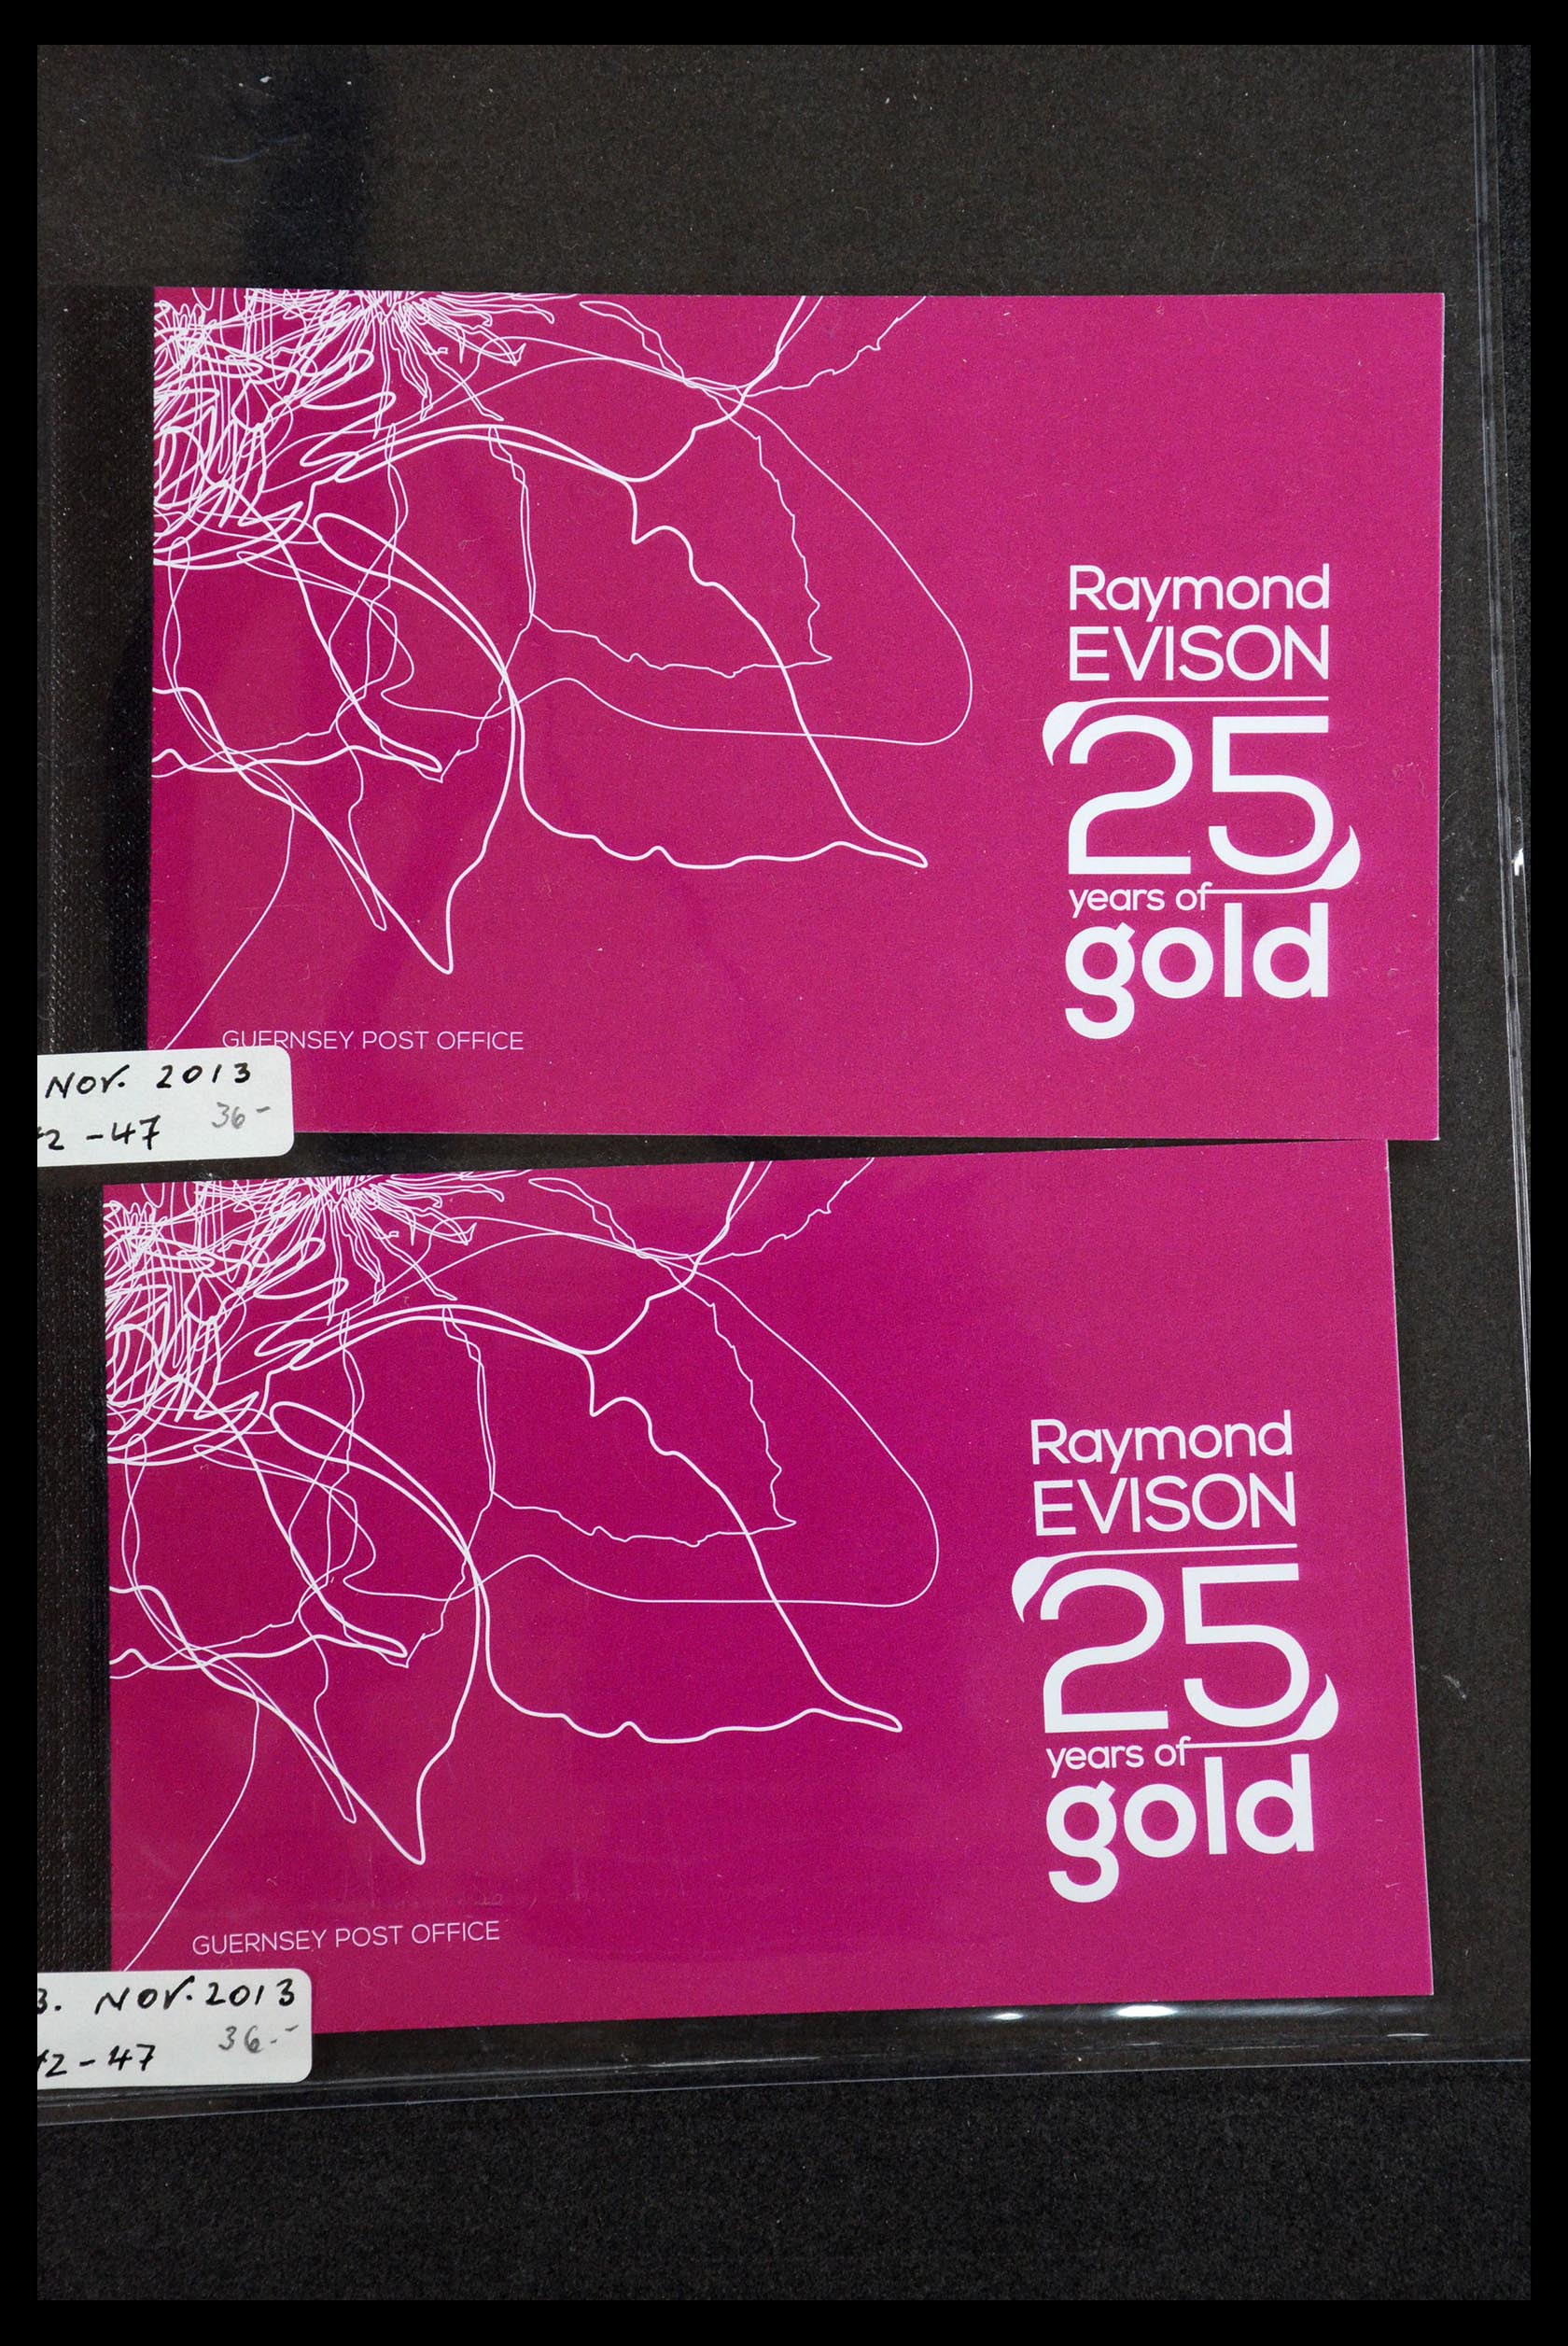 Raymond
EVISON
25
years of
gold
GUERNSEY POST OFFICE
NOV. 2013
2 - 47 36-
Raymond
EVISON
25
years of
gold
GUERNSEY POST OFFICE
3. NOV. 2013
2 - 47 36.-